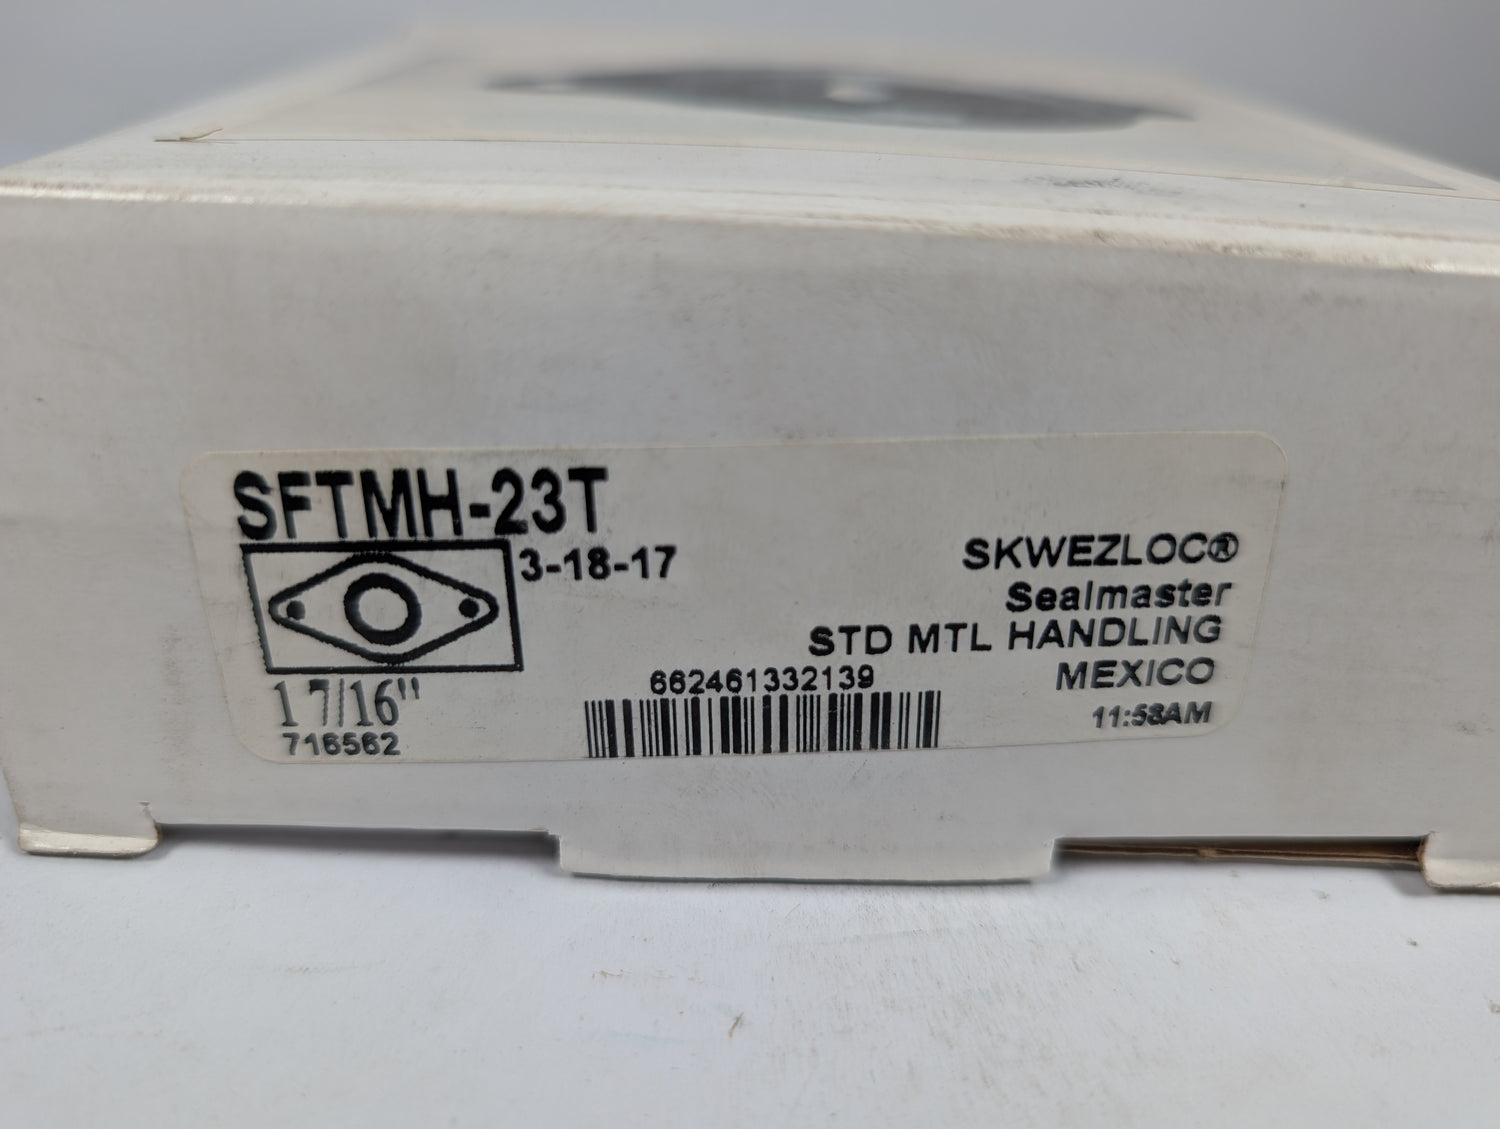 SFTMH-23T
3-18-17
SKWEZLOC®
Sealmaster
STD MTL HANDLING
MEXICO
11:58AM
662461332139
1 7/16"
716562